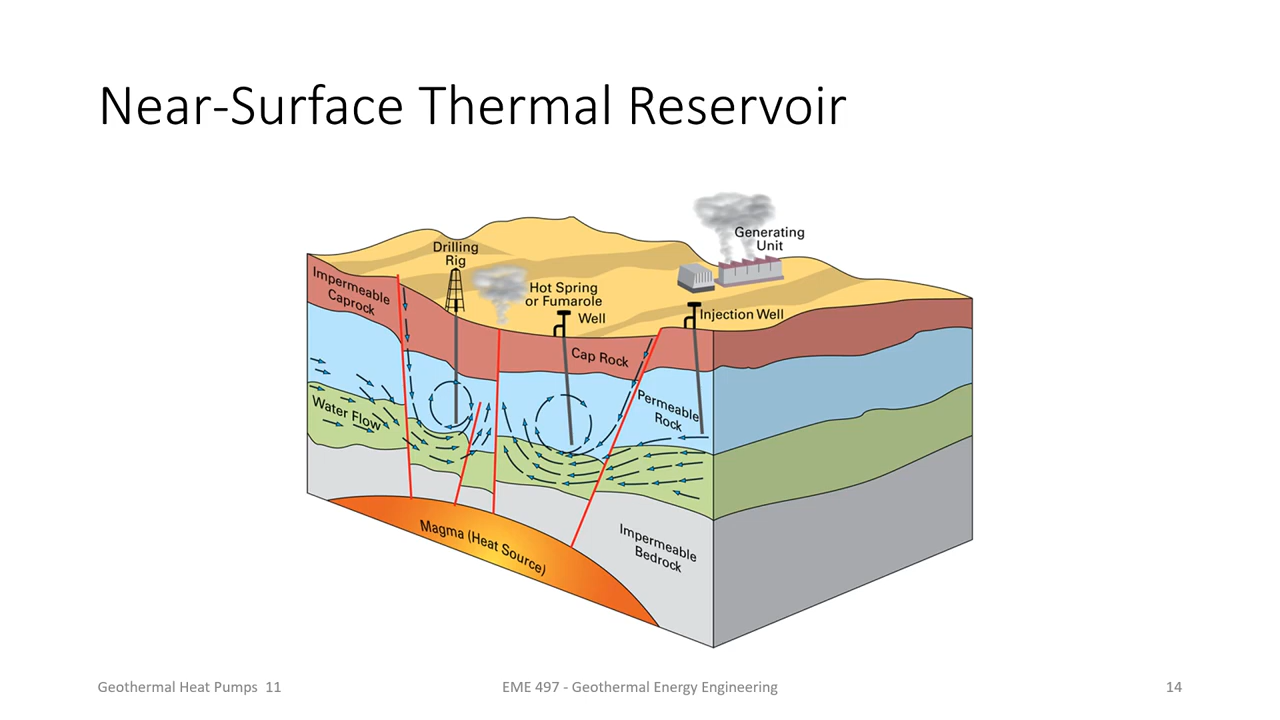 Near-Surface Thermal Reservoir
Generating
Unit
Drilling
Rig
Impermeable
Caprock
Hot Spring
or Fumarole
Well
Injection Well
Cap Rock
Permeable
Rock
Water Flow
Magma (Heat Source)
Impermeable
Bedrock
Geothermal Heat Pumps 11
EME 497 - Geothermal Energy Engineering
14